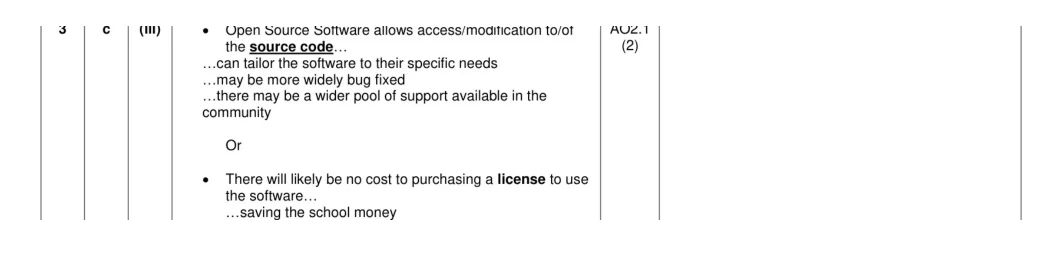 3 c (iii) • Open Source Software allows access/modification to/of AO2.1
the source code… (2)
…can tailor the software to their specific needs
…may be more widely bug fixed
…there may be a wider pool of support available in the
community
Or
• There will likely be no cost to purchasing a license to use
the software…
…saving the school money